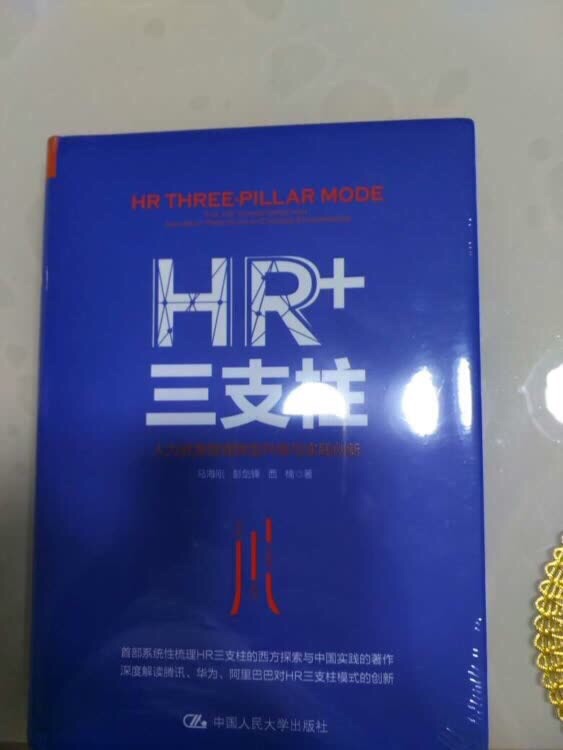 HR THREE-PILLAR MODE
HR+
三支柱
马海刚 彭剑锋 西 楠◎著
首部系统性梳理HR三支柱的西方探索与中国实践的著作
深度解读腾讯、华为、阿里巴巴对HR三支柱模式的创新
中国人民大学出版社